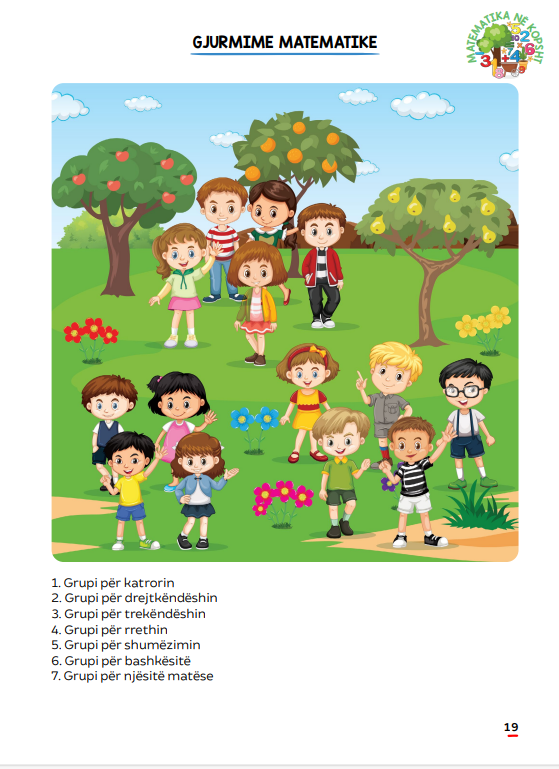 GJURMIME MATEMATIKE
MATEMATIKA NË KOPSHT
1. Grupi për katrorin
2. Grupi për drejtkëndëshin
3. Grupi për trekëndëshin
4. Grupi për rrethin
5. Grupi për shumëzimin
6. Grupi për bashkësitë
7. Grupi për njësitë matëse
19